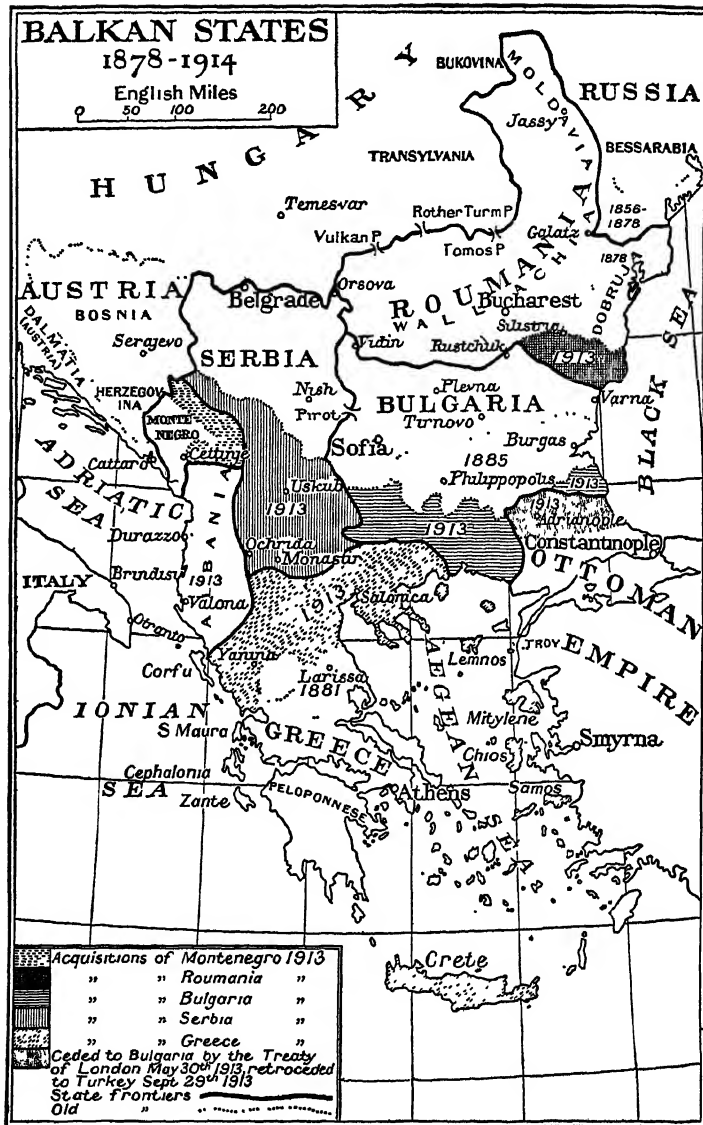 BALKAN STATES
1878-1914
English Miles
0 50 100 200
HUNGARY
BUKOVINA
MOLDAVIA
RUSSIA
Jassy
TRANSYLVANIA
BESSARABIA
Temesvar
Rother Turm P
1856-
1878
Vulkan P
Tomos P
Galatz
1878
AUSTRIA
Orsova
ROUMANIA
WALLACHIA
DOBRUJA
BOSNIA
Belgrade
Bucharest
DALMATIA
(AUSTRIA)
Serajevo
Vidin
Silistria
Rustchuk
1913
SERBIA
HERZEGOV
INA
Nish
Plevna
Varna
MONTE
NEGRO
Pirot
BULGARIA
Tirnovo
BLACK SEA
Sofia
Burgas
Cattaro
Cettinje
1885
ADRIATIC
SEA
Uskub
Philippopolis
1913
1913
1913
1913
Adrianople
Durazzo
ALBANIA
Ochrida
Constantinople
Monastir
ITALY
Brindisi
1913
OTTOMAN
EMPIRE
Valona
1913
Salonica
Otranto
TROY
Yanina
Lemnos
Corfu
Larissa
1881
AEGEAN
SEA
IONIAN
SEA
Mitylene
S Maura
GREECE
Smyrna
Chios
Cephalonia
Athens
Samos
Zante
PELOPONNESE
Crete
Acquisitions of Montenegro 1913
" " Roumania "
" " Bulgaria "
" " Serbia "
" " Greece "
Ceded to Bulgaria by the Treaty
of London May 30th 1913, retroceded
to Turkey Sept 29th 1913
State frontiers
Old "